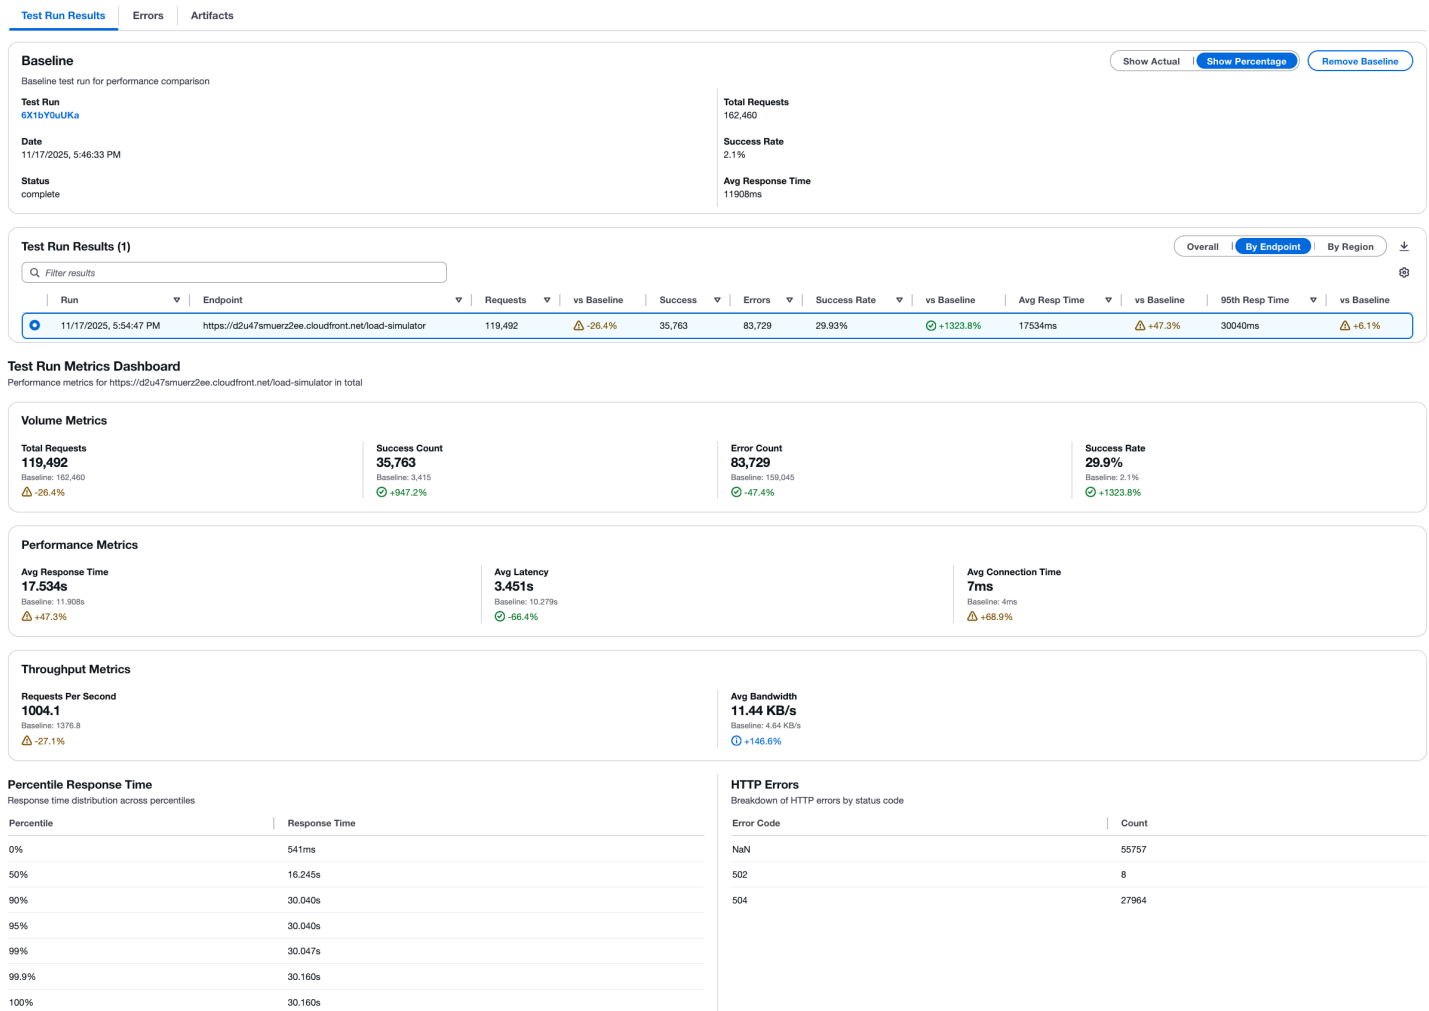 Test Run Results Errors Artifacts
Baseline
Show Actual Show Percentage Remove Baseline
Baseline test run for performance comparison
Test Run
6X1bY0uUKa
Date
11/17/2025, 5:46:33 PM
Status
complete
Total Requests
162,460
Success Rate
2.1%
Avg Response Time
11908ms
Test Run Results (1)
Overall By Endpoint By Region
Filter results
Run Endpoint Requests vs Baseline Success Errors Success Rate vs Baseline Avg Resp Time vs Baseline 95th Resp Time vs Baseline
11/17/2025, 5:54:47 PM https://d2u47smuerz2ee.cloudfront.net/load-simulator 119,492 -26.4% 35,763 83,729 29.93% +1323.8% 17534ms +47.3% 30040ms +6.1%
Test Run Metrics Dashboard
Performance metrics for https://d2u47smuerz2ee.cloudfront.net/load-simulator in total
Volume Metrics
Total Requests
119,492
Baseline: 162,460
-26.4%
Success Count
35,763
Baseline: 3,415
+947.2%
Error Count
83,729
Baseline: 159,045
-47.4%
Success Rate
29.9%
Baseline: 2.1%
+1323.8%
Performance Metrics
Avg Response Time
17.534s
Baseline: 11.908s
+47.3%
Avg Latency
3.451s
Baseline: 10.279s
-66.4%
Avg Connection Time
7ms
Baseline: 4ms
+68.9%
Throughput Metrics
Requests Per Second
1004.1
Baseline: 1376.8
-27.1%
Avg Bandwidth
11.44 KB/s
Baseline: 4.64 KB/s
+146.6%
Percentile Response Time
Response time distribution across percentiles
Percentile Response Time
0% 541ms
50% 16.245s
90% 30.040s
95% 30.040s
99% 30.047s
99.9% 30.160s
100% 30.160s
HTTP Errors
Breakdown of HTTP errors by status code
Error Code Count
NaN 55757
502 8
504 27964